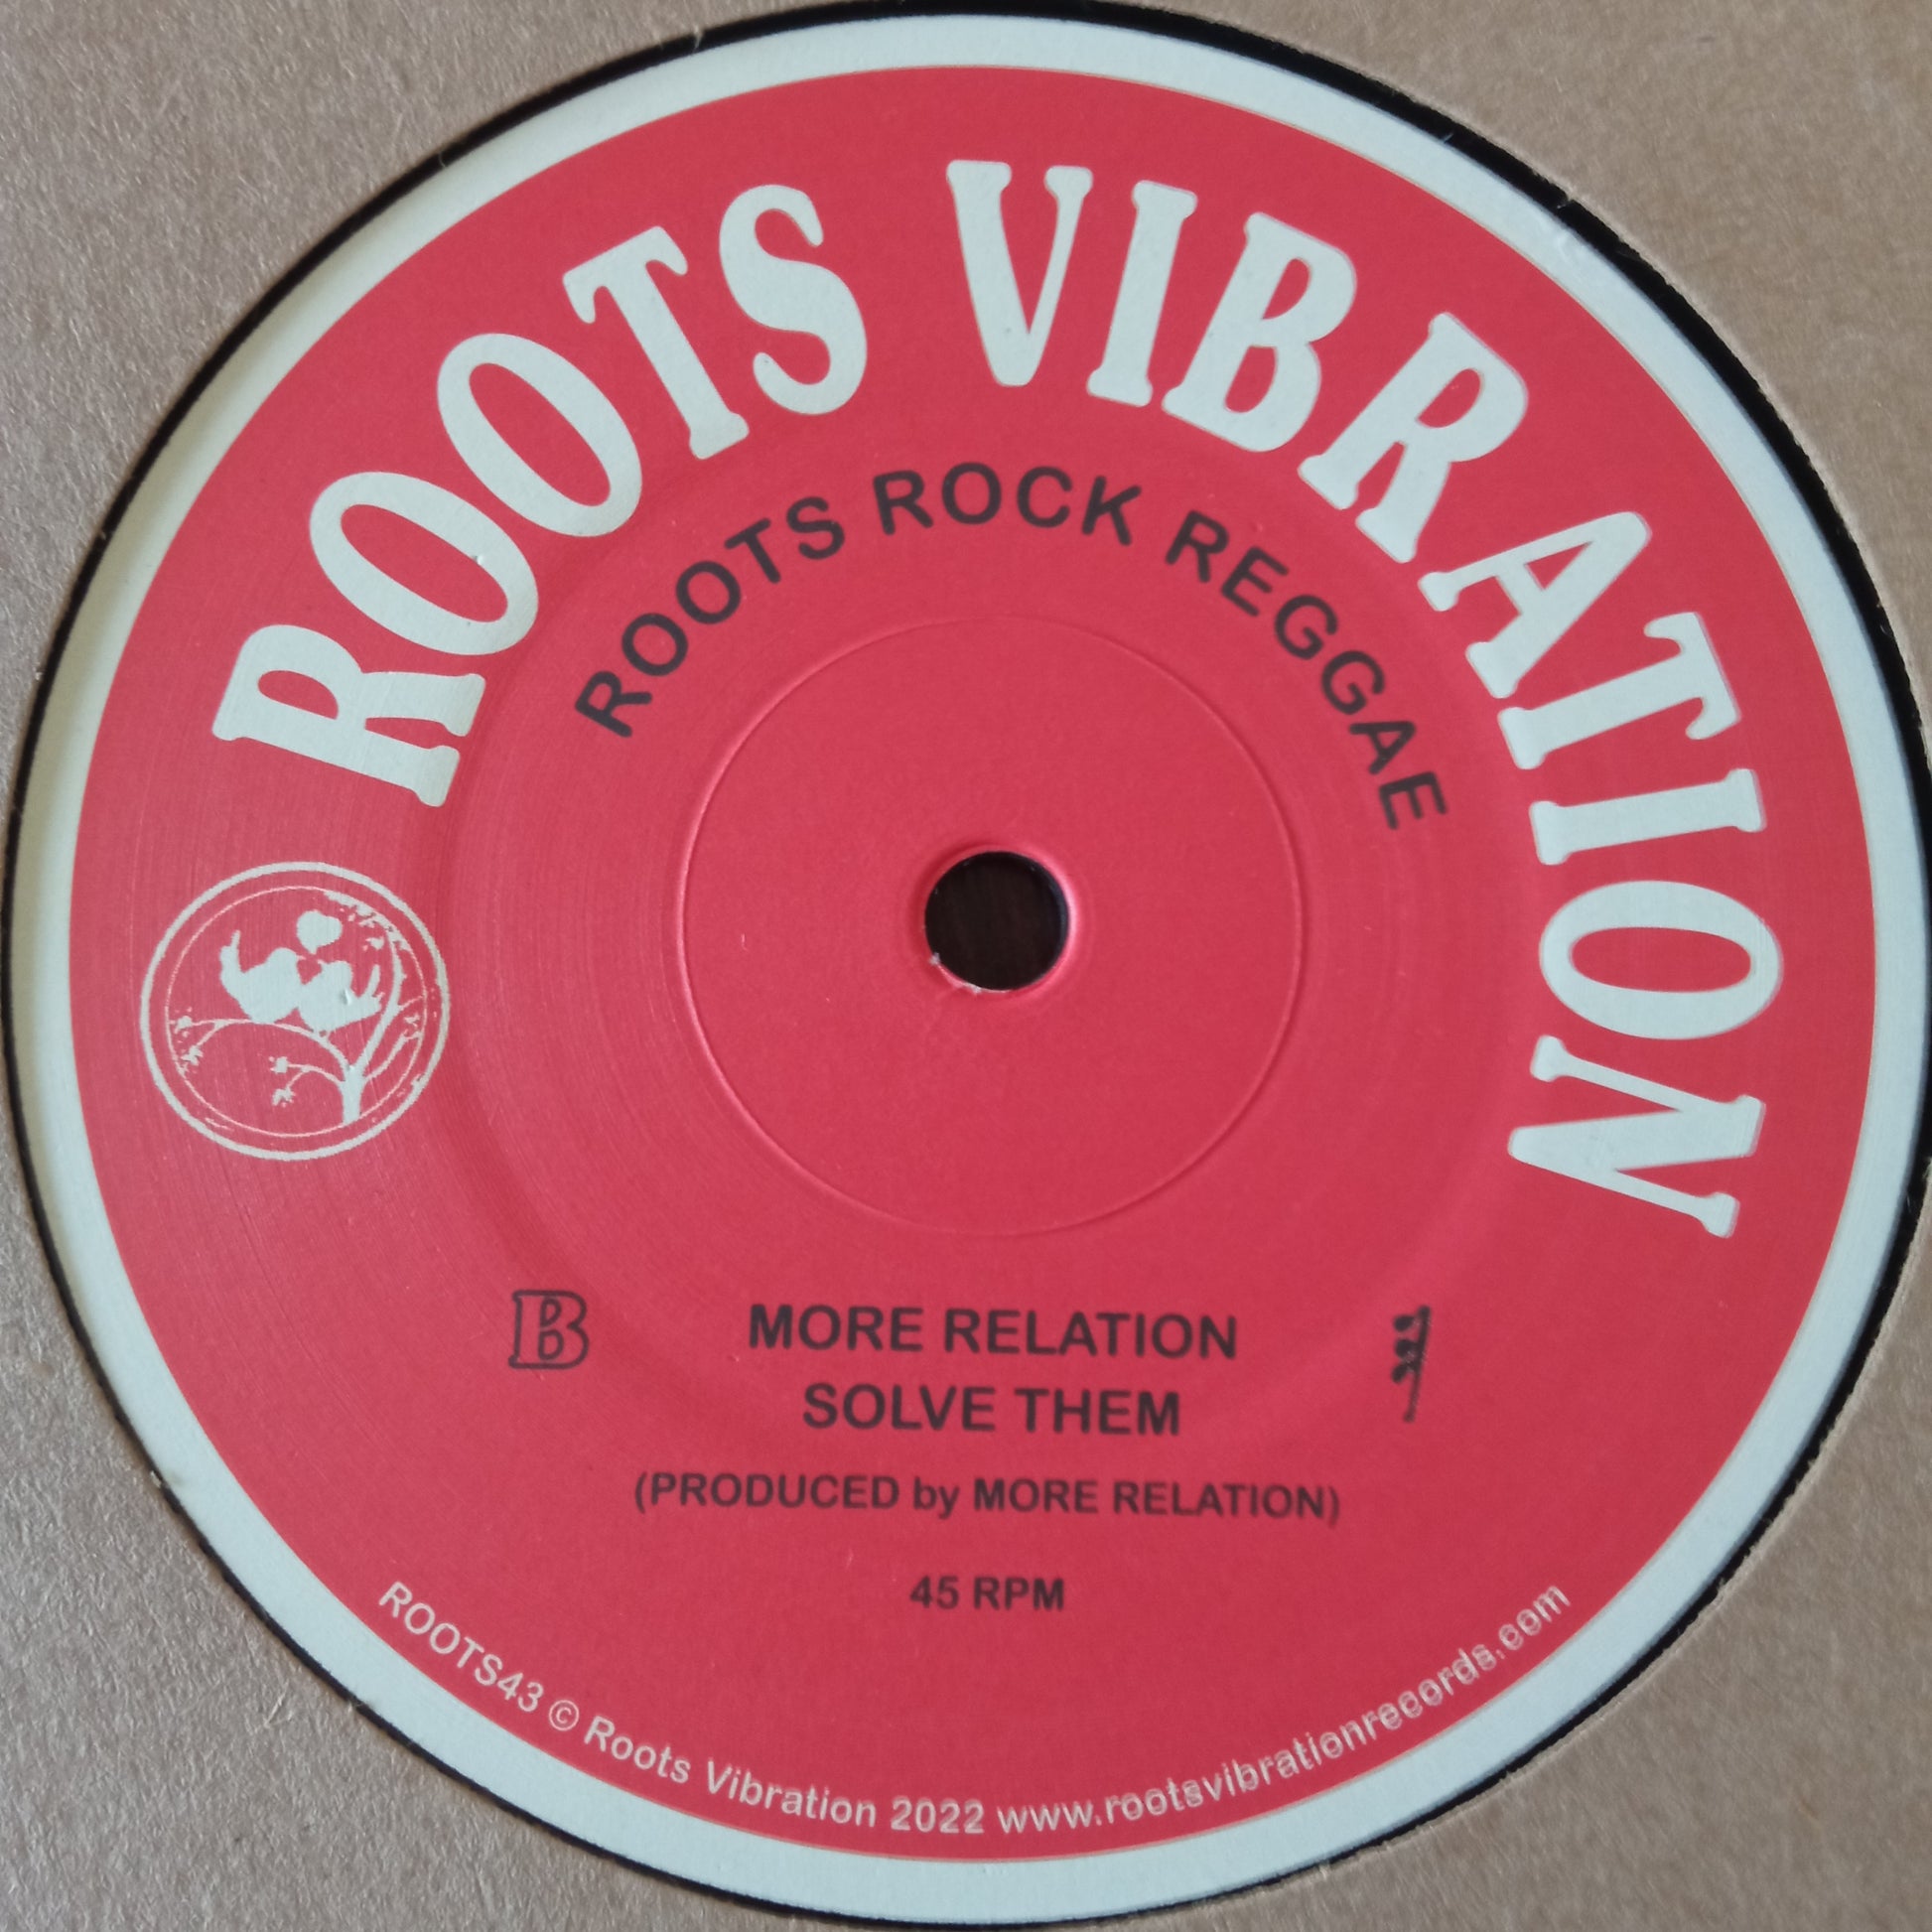 ROOTS VIBRATION
ROOTS ROCK REGGAE
B
MORE RELATION
SOLVE THEM
(PRODUCED by MORE RELATION)
45 RPM
ROOTS43 © Roots Vibration 2022 www.rootsvibrationrecords.com